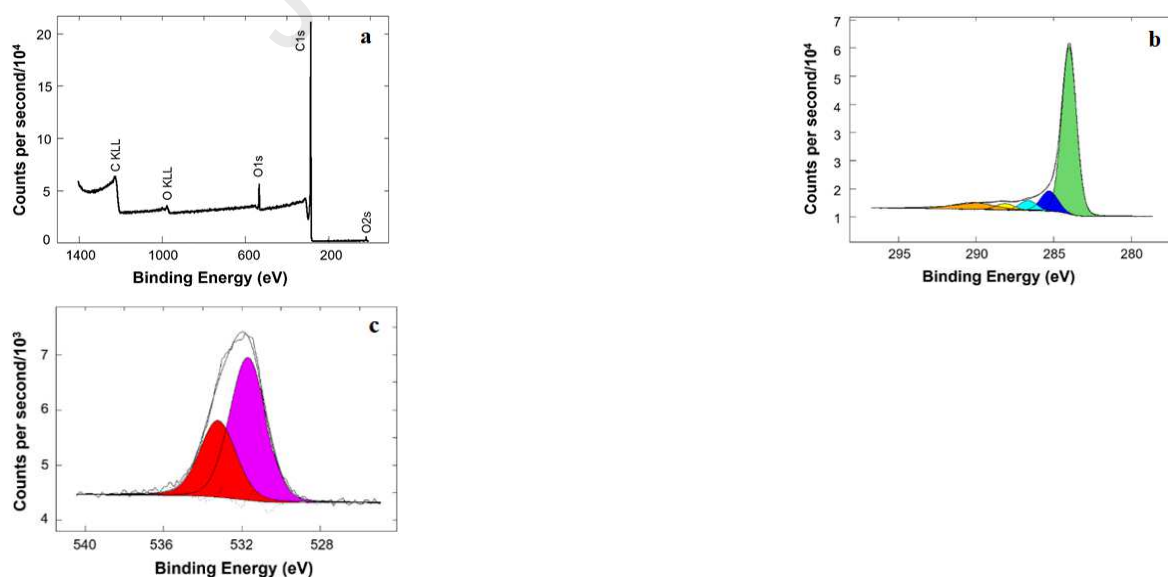 a
20
15
10
5
0
Counts per second/10⁴
C KLL
O KLL
O1s
C1s
O2s
1400 1000 600 200
Binding Energy (eV)
b
7
6
5
4
3
3
2
1
Counts per second/10⁴
295 290 285 280
Binding Energy (eV)
c
7
6
5
4
Counts per second/10³
540 536 532 528
Binding Energy (eV)